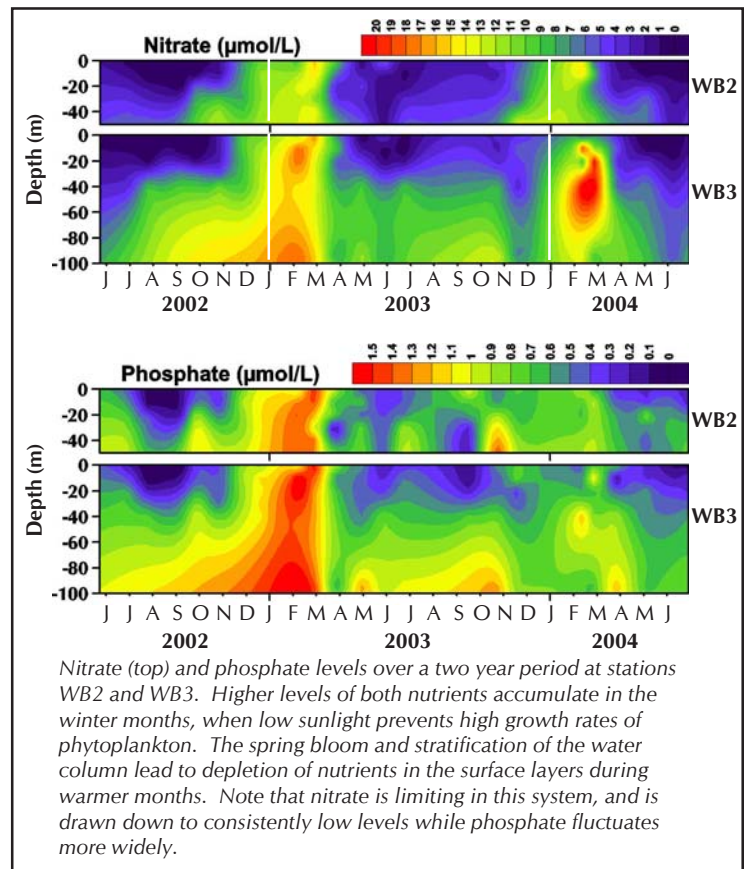 20 19 18 17 16 15 14 13 12 11 10 9 8 7 6 5 4 3 2 1 0
Nitrate (µmol/L)
0
-20
-40
WB2
0
-20
-40
-60
-80
-100
WB3
Depth (m)
J J A S O N D J F M A M J J A S O N D J F M A M J
2002 2003 2004
1.5 1.4 1.3 1.2 1.1 1 0.9 0.8 0.7 0.6 0.5 0.4 0.3 0.2 0.1 0
Phosphate (µmol/L)
0
-20
-40
WB2
0
-20
-40
-60
-80
-100
WB3
Depth (m)
J J A S O N D J F M A M J J A S O N D J F M A M J
2002 2003 2004
Nitrate (top) and phosphate levels over a two year period at stations
WB2 and WB3. Higher levels of both nutrients accumulate in the
winter months, when low sunlight prevents high growth rates of
phytoplankton. The spring bloom and stratification of the water
column lead to depletion of nutrients in the surface layers during
warmer months. Note that nitrate is limiting in this system, and is
drawn down to consistently low levels while phosphate fluctuates
more widely.